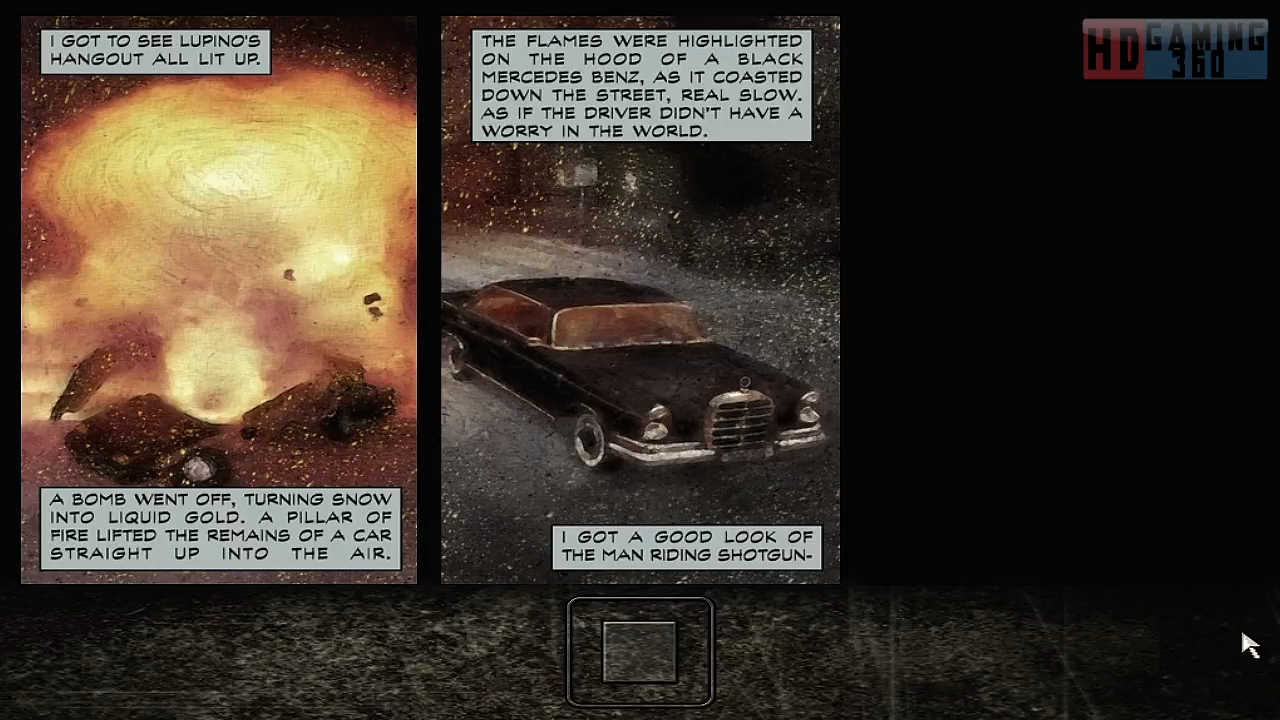 I GOT TO SEE LUPINO'S
HANGOUT ALL LIT UP.
A BOMB WENT OFF, TURNING SNOW
INTO LIQUID GOLD. A PILLAR OF
FIRE LIFTED THE REMAINS OF A CAR
STRAIGHT UP INTO THE AIR.
THE FLAMES WERE HIGHLIGHTED
ON THE HOOD OF A BLACK
MERCEDES BENZ, AS IT COASTED
DOWN THE STREET, REAL SLOW.
AS IF THE DRIVER DIDN'T HAVE A
WORRY IN THE WORLD.
I GOT A GOOD LOOK OF
THE MAN RIDING SHOTGUN-
HD GAMING
360